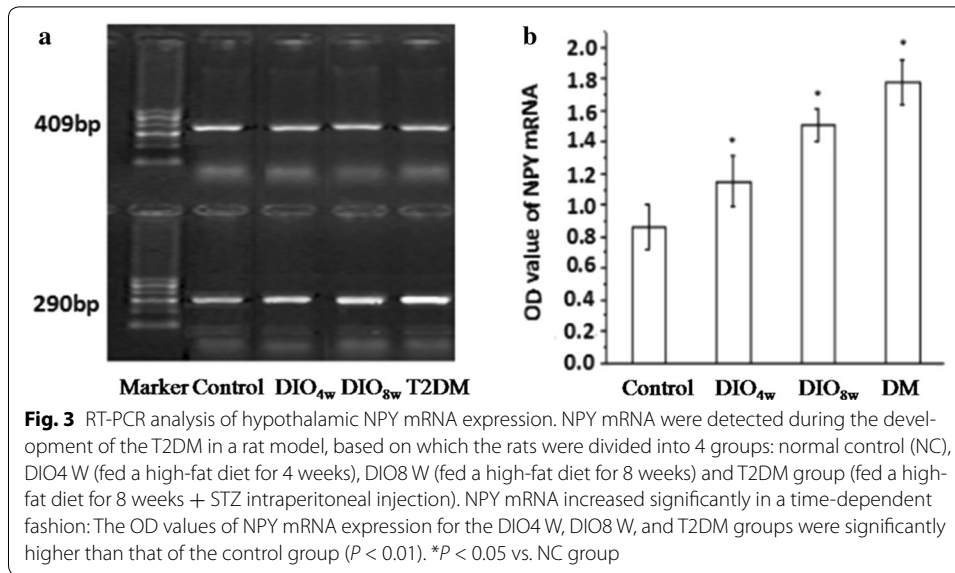 a
409bp
290bp
Marker Control DIO4w DIO8w T2DM
b
OD value of NPY mRNA
2.0
1.8
1.6
1.4
1.2
1.0
0.8
0.6
0.4
0.2
0.0
*
*
*
Control DIO4w DIO8w DM
Fig. 3 RT-PCR analysis of hypothalamic NPY mRNA expression. NPY mRNA were detected during the devel-
opment of the T2DM in a rat model, based on which the rats were divided into 4 groups: normal control (NC),
DIO4 W (fed a high-fat diet for 4 weeks), DIO8 W (fed a high-fat diet for 8 weeks) and T2DM group (fed a high-
fat diet for 8 weeks + STZ intraperitoneal injection). NPY mRNA increased significantly in a time-dependent
fashion: The OD values of NPY mRNA expression for the DIO4 W, DIO8 W, and T2DM groups were significantly
higher than that of the control group (P < 0.01). *P < 0.05 vs. NC group